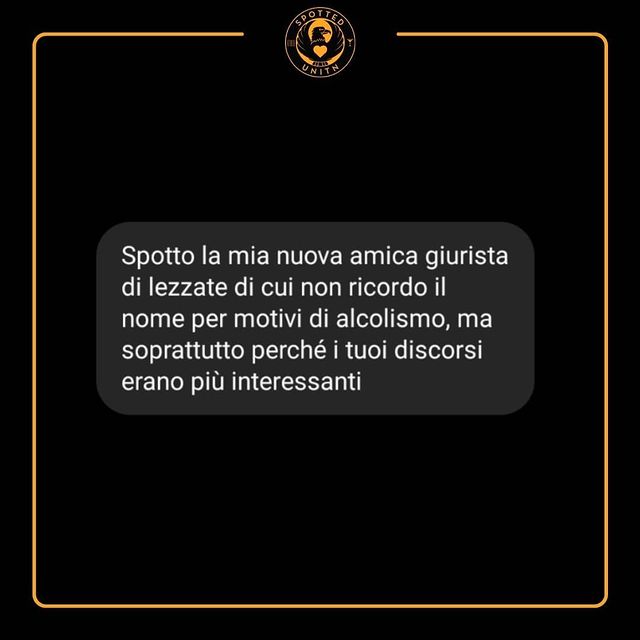 SPOTTED
UNITN
Spotto la mia nuova amica giurista
di lezzate di cui non ricordo il
nome per motivi di alcolismo, ma
soprattutto perché i tuoi discorsi
erano più interessanti